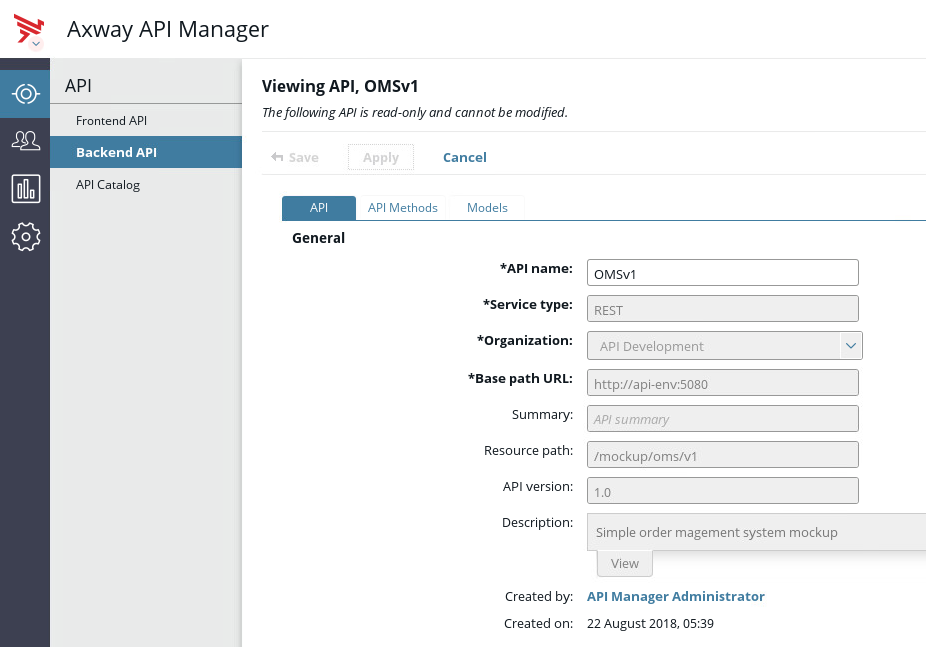 Axway API Manager
API
Frontend API
Backend API
API Catalog
Viewing API, OMSv1
The following API is read-only and cannot be modified.
Save Apply Cancel
API API Methods Models
General
*API name: OMSv1
*Service type: REST
*Organization: API Development
*Base path URL: http://api-env:5080
Summary: API summary
Resource path: /mockup/oms/v1
API version: 1.0
Description: Simple order magement system mockup
View
Created by: API Manager Administrator
Created on: 22 August 2018, 05:39